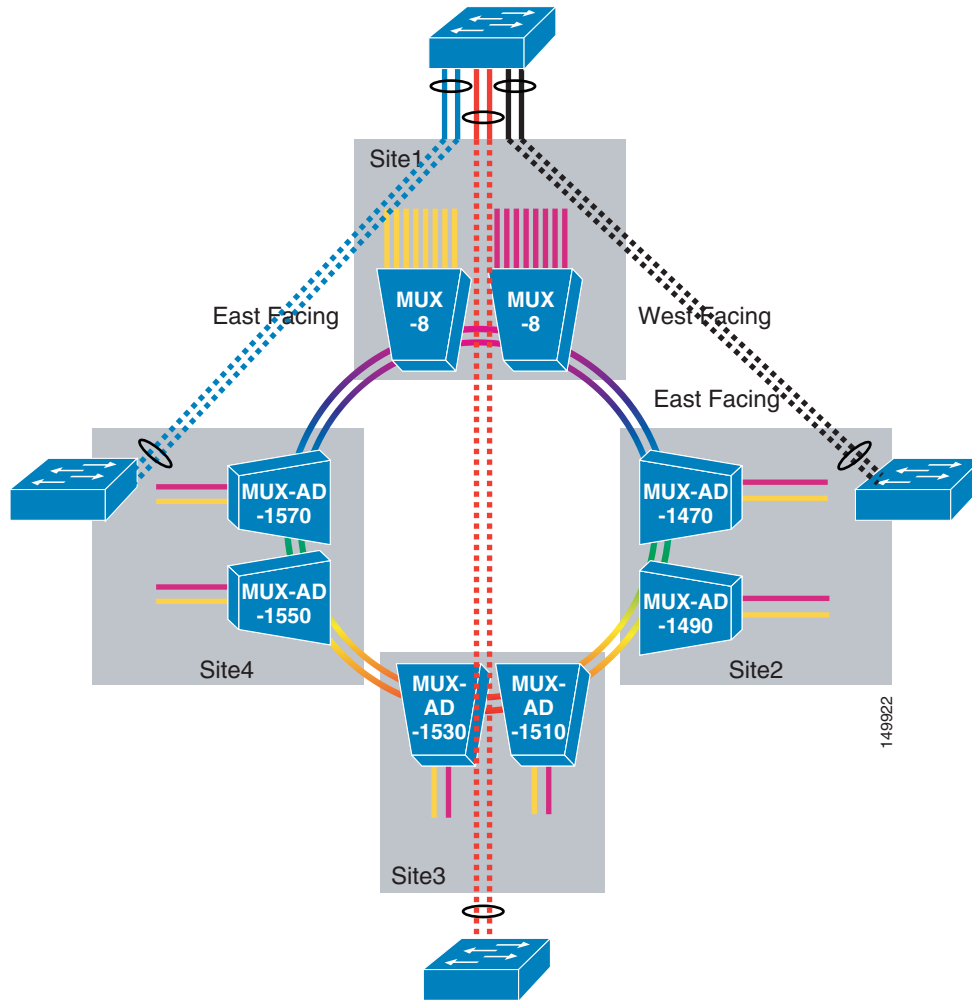 Site1
MUX
-8
MUX
-8
East Facing
West Facing
East Facing
MUX-AD
-1570
MUX-AD
-1470
MUX-AD
-1550
MUX-AD
-1490
Site4
Site2
MUX-
AD
-1530
MUX-
AD
-1510
149922
Site3